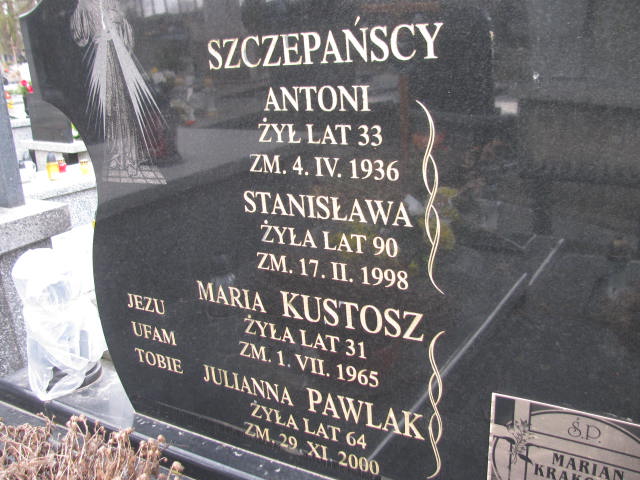 SZCZEPAŃSCY
ANTONI
ŻYŁ LAT 33
ZM. 4. IV. 1936
STANISŁAWA
ŻYŁA LAT 90
ZM. 17. II. 1998
MARIA KUSTOSZ
ŻYŁA LAT 31
ZM. 1. VII. 1965
JULIANNA PAWLAK
ŻYŁA LAT 64
ZM. 29. XI. 2000
JEZU
UFAM
TOBIE
Ś.P.
MARIAN